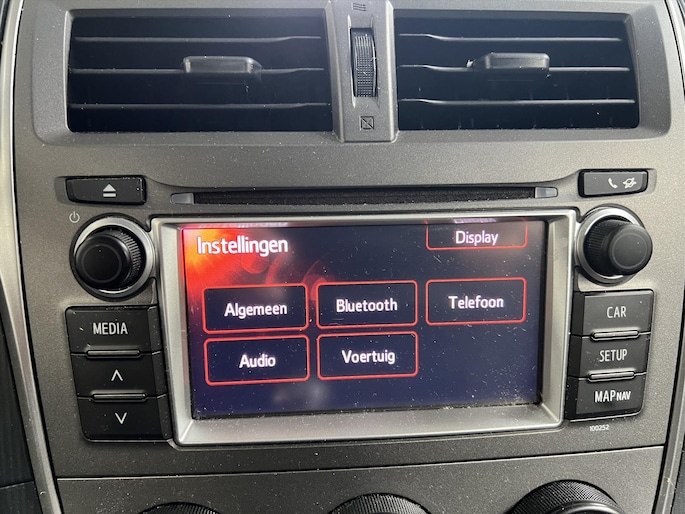 Instellingen
Display
Algemeen
Bluetooth
Telefoon
Audio
Voertuig
MEDIA
CAR
SETUP
MAP NAV
100252